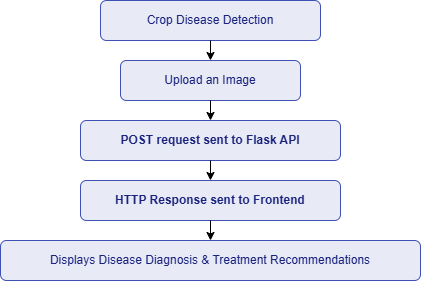 Crop Disease Detection
Upload an Image
POST request sent to Flask API
HTTP Response sent to Frontend
Displays Disease Diagnosis & Treatment Recommendations